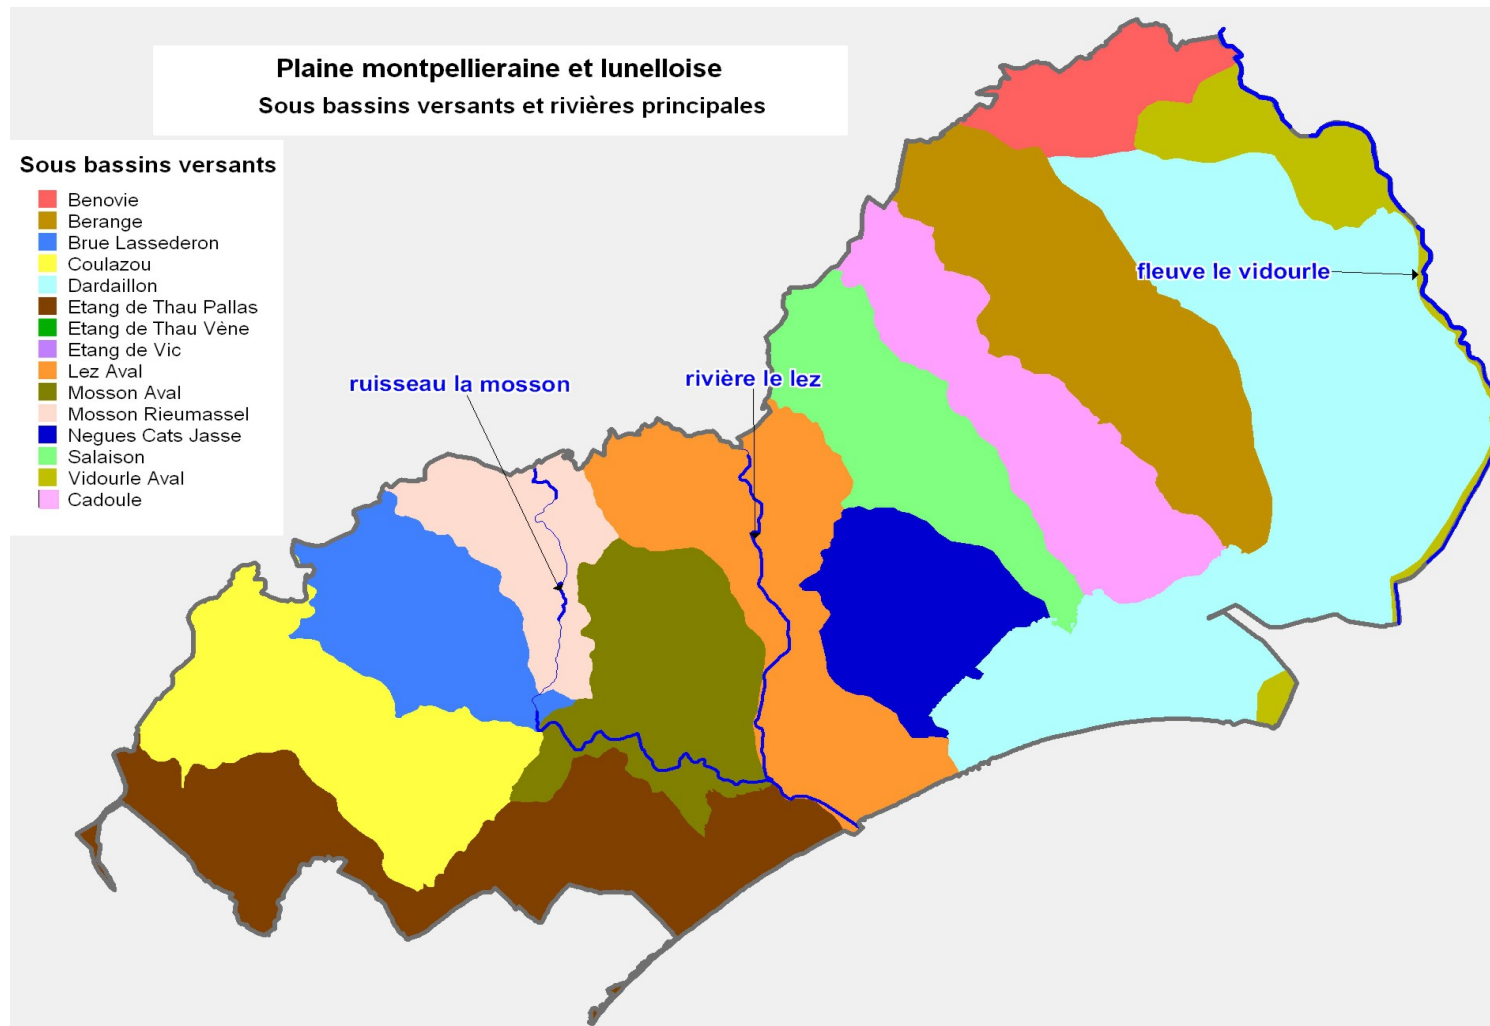 Plaine montpellieraine et lunelloise
Sous bassins versants et rivières principales
Sous bassins versants
Benovie
Berange
Brue Lassederon
Coulazou
Dardaillon
Etang de Thau Pallas
Etang de Thau Vène
Etang de Vic
Lez Aval
Mosson Aval
Mosson Rieumassel
Negues Cats Jasse
Salaison
Vidourle Aval
Cadoule
fleuve le vidourle
ruisseau la mosson
rivière le lez